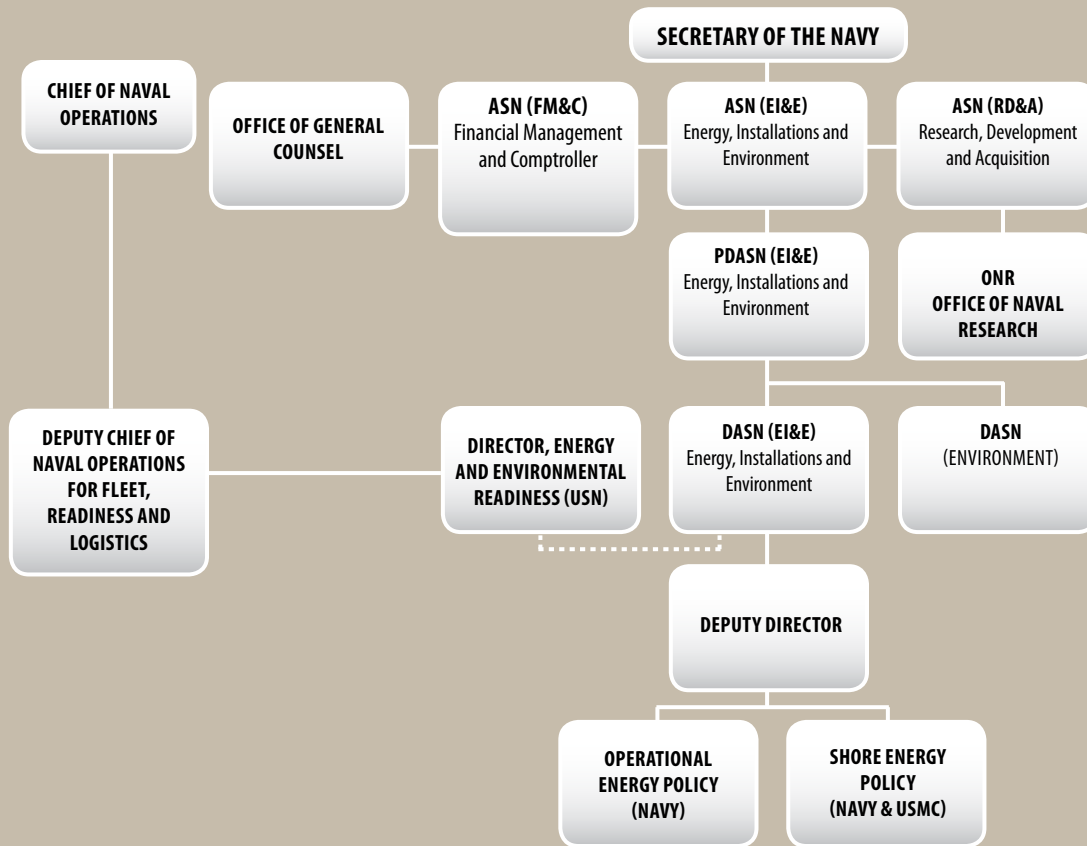 SECRETARY OF THE NAVY
CHIEF OF NAVAL
OPERATIONS
OFFICE OF GENERAL
COUNSEL
ASN (FM&C)
Financial Management
and Comptroller
ASN (EI&E)
Energy, Installations and
Environment
ASN (RD&A)
Research, Development
and Acquisition
PDASN (EI&E)
Energy, Installations and
Environment
ONR
OFFICE OF NAVAL
RESEARCH
DEPUTY CHIEF OF
NAVAL OPERATIONS
FOR FLEET,
READINESS AND
LOGISTICS
DIRECTOR, ENERGY
AND ENVIRONMENTAL
READINESS (USN)
DASN (EI&E)
Energy, Installations and
Environment
DASN
(ENVIRONMENT)
DEPUTY DIRECTOR
OPERATIONAL
ENERGY POLICY
(NAVY)
SHORE ENERGY
POLICY
(NAVY & USMC)